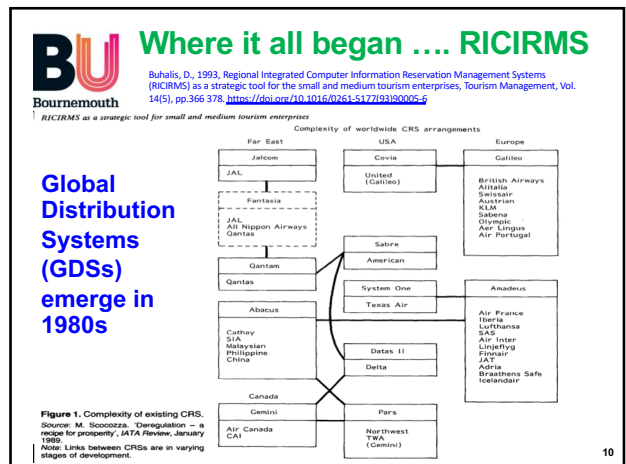 BU
Bournemouth
Where it all began …. RICIRMS
Buhalis, D., 1993, Regional Integrated Computer Information Reservation Management Systems
(RICIRMS) as a strategic tool for the small and medium tourism enterprises, Tourism Management, Vol.
14(5), pp.366 378. https://doi.org/10.1016/0261-5177(93)90005-6
RICIRMS as a strategic tool for small and medium tourism enterprises
Global
Distribution
Systems
(GDSs)
emerge in
1980s
Complexity of worldwide CRS arrangements
Far East
Jalcom
JAL
Fantasia
JAL
All Nippon Airways
Qantas
Qantam
Qantas
Abacus
Cathay
SIA
Malaysian
Philippine
China
Canada
Gemini
Air Canada
CAI
USA
Covia
United
(Galileo)
Sabre
American
System One
Texas Air
Datas II
Delta
Pars
Northwest
TWA
(Gemini)
Europe
Galileo
British Airways
Alitalia
Swissair
Austrian
KLM
Sabena
Olympic
Aer Lingus
Air Portugal
Amadeus
Air France
Iberia
Lufthansa
SAS
Air Inter
Linjeflyg
Finnair
JAT
Adria
Braathens Safe
Icelandair
Figure 1. Complexity of existing CRS.
Source: M. Scocozza. 'Deregulation – a
recipe for prosperity', IATA Review, January
1989.
Note: Links between CRSs are in varying
stages of development.
10